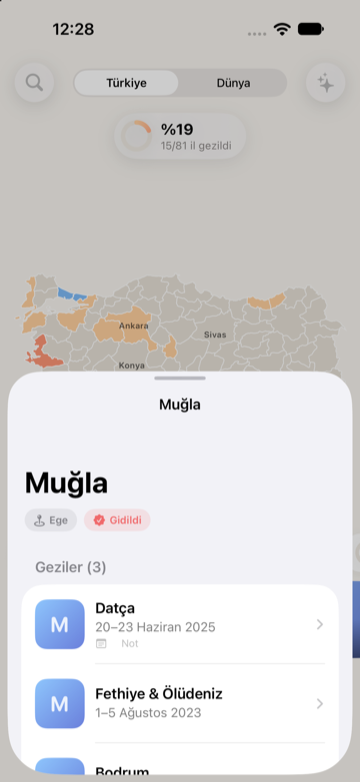 12:28
Türkiye
Dünya
%19
15/81 il gezildi
Ankara
Sivas
Konya
Muğla
Muğla
Ege
Gidildi
Geziler (3)
M
Datça
20–23 Haziran 2025
Not
M
Fethiye & Ölüdeniz
1–5 Ağustos 2023
M
Bodrum